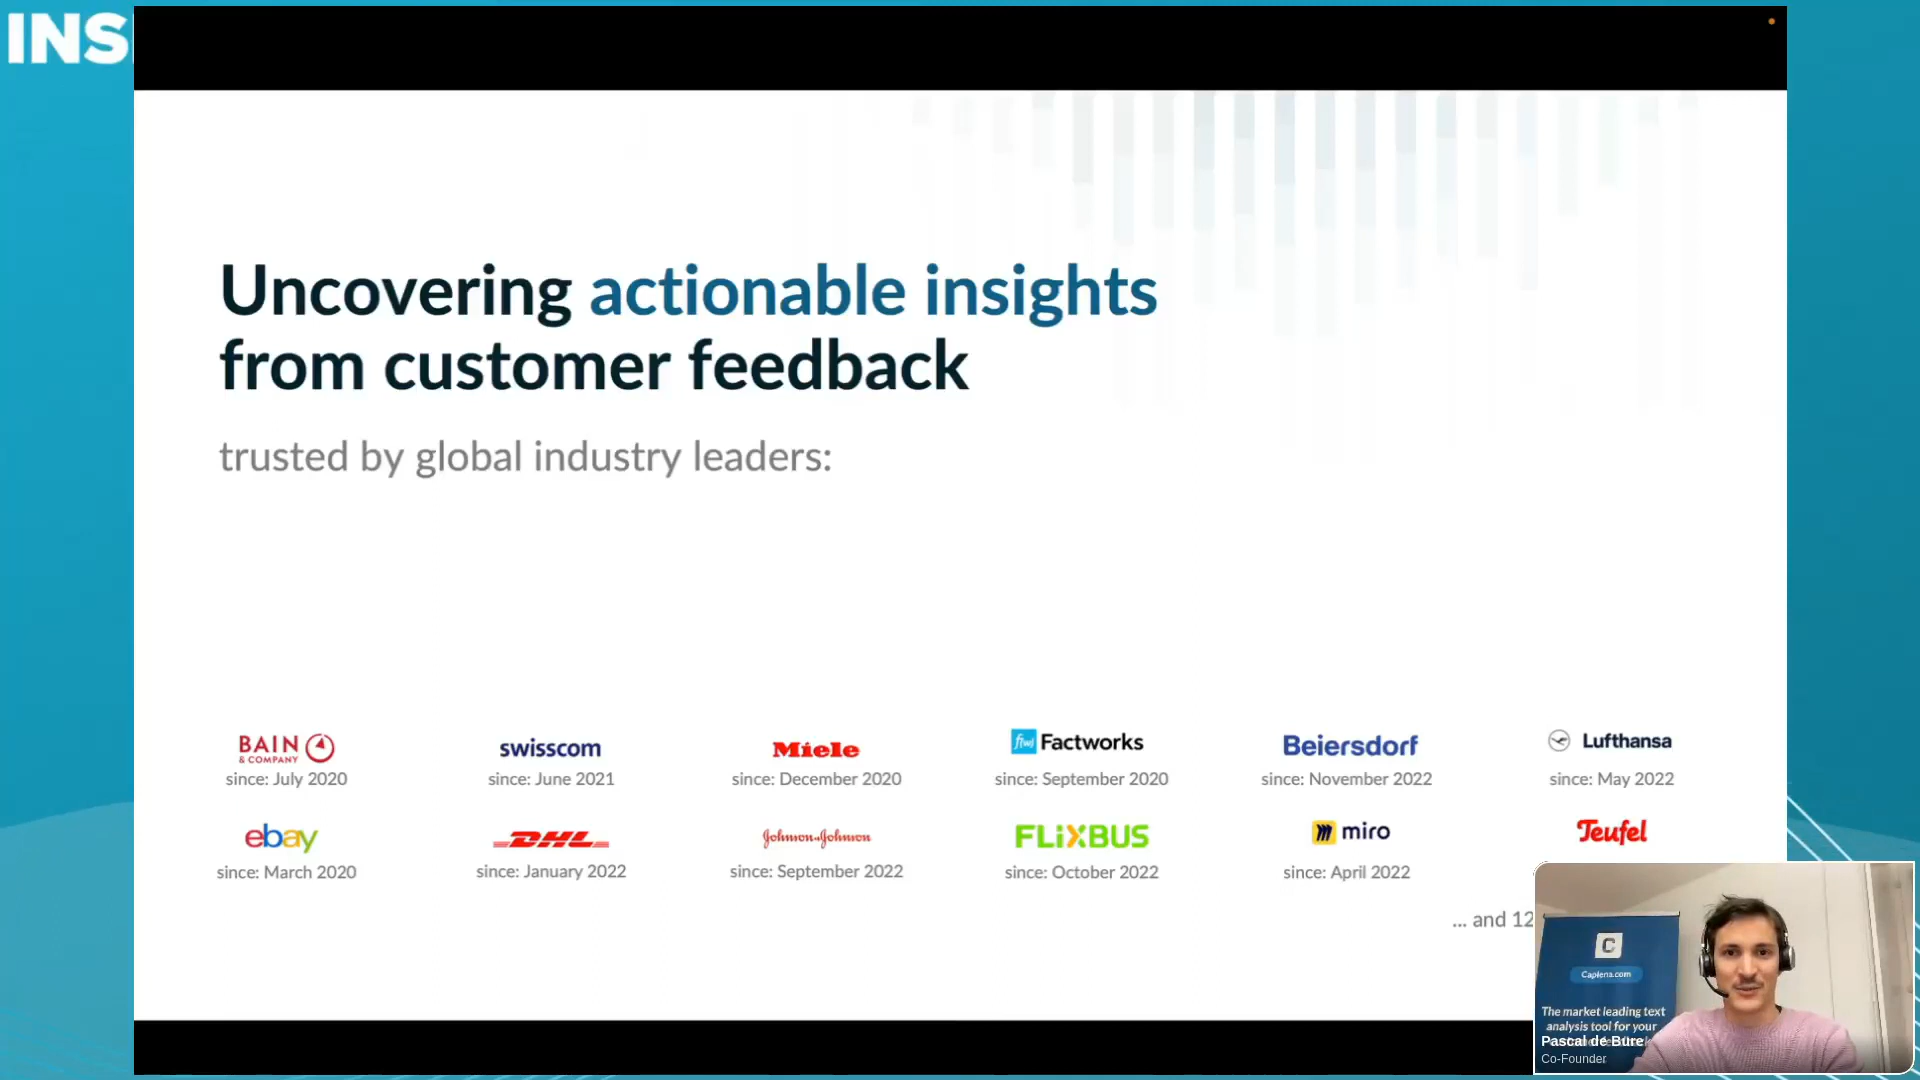 INS
Uncovering actionable insights
from customer feedback
trusted by global industry leaders:
BAIN
& COMPANY
since: July 2020
swisscom
since: June 2021
Miele
since: December 2020
ftw/ Factworks
since: September 2020
Beiersdorf
since: November 2022
Lufthansa
since: May 2022
ebay
since: March 2020
DHL
since: January 2022
Johnson & Johnson
since: September 2022
FLiXBUS
since: October 2022
miro
since: April 2022
Teufel
... and 12
C
Caplena.com
The market leading text
analysis tool for your
Pascal de Buren
Co-Founder